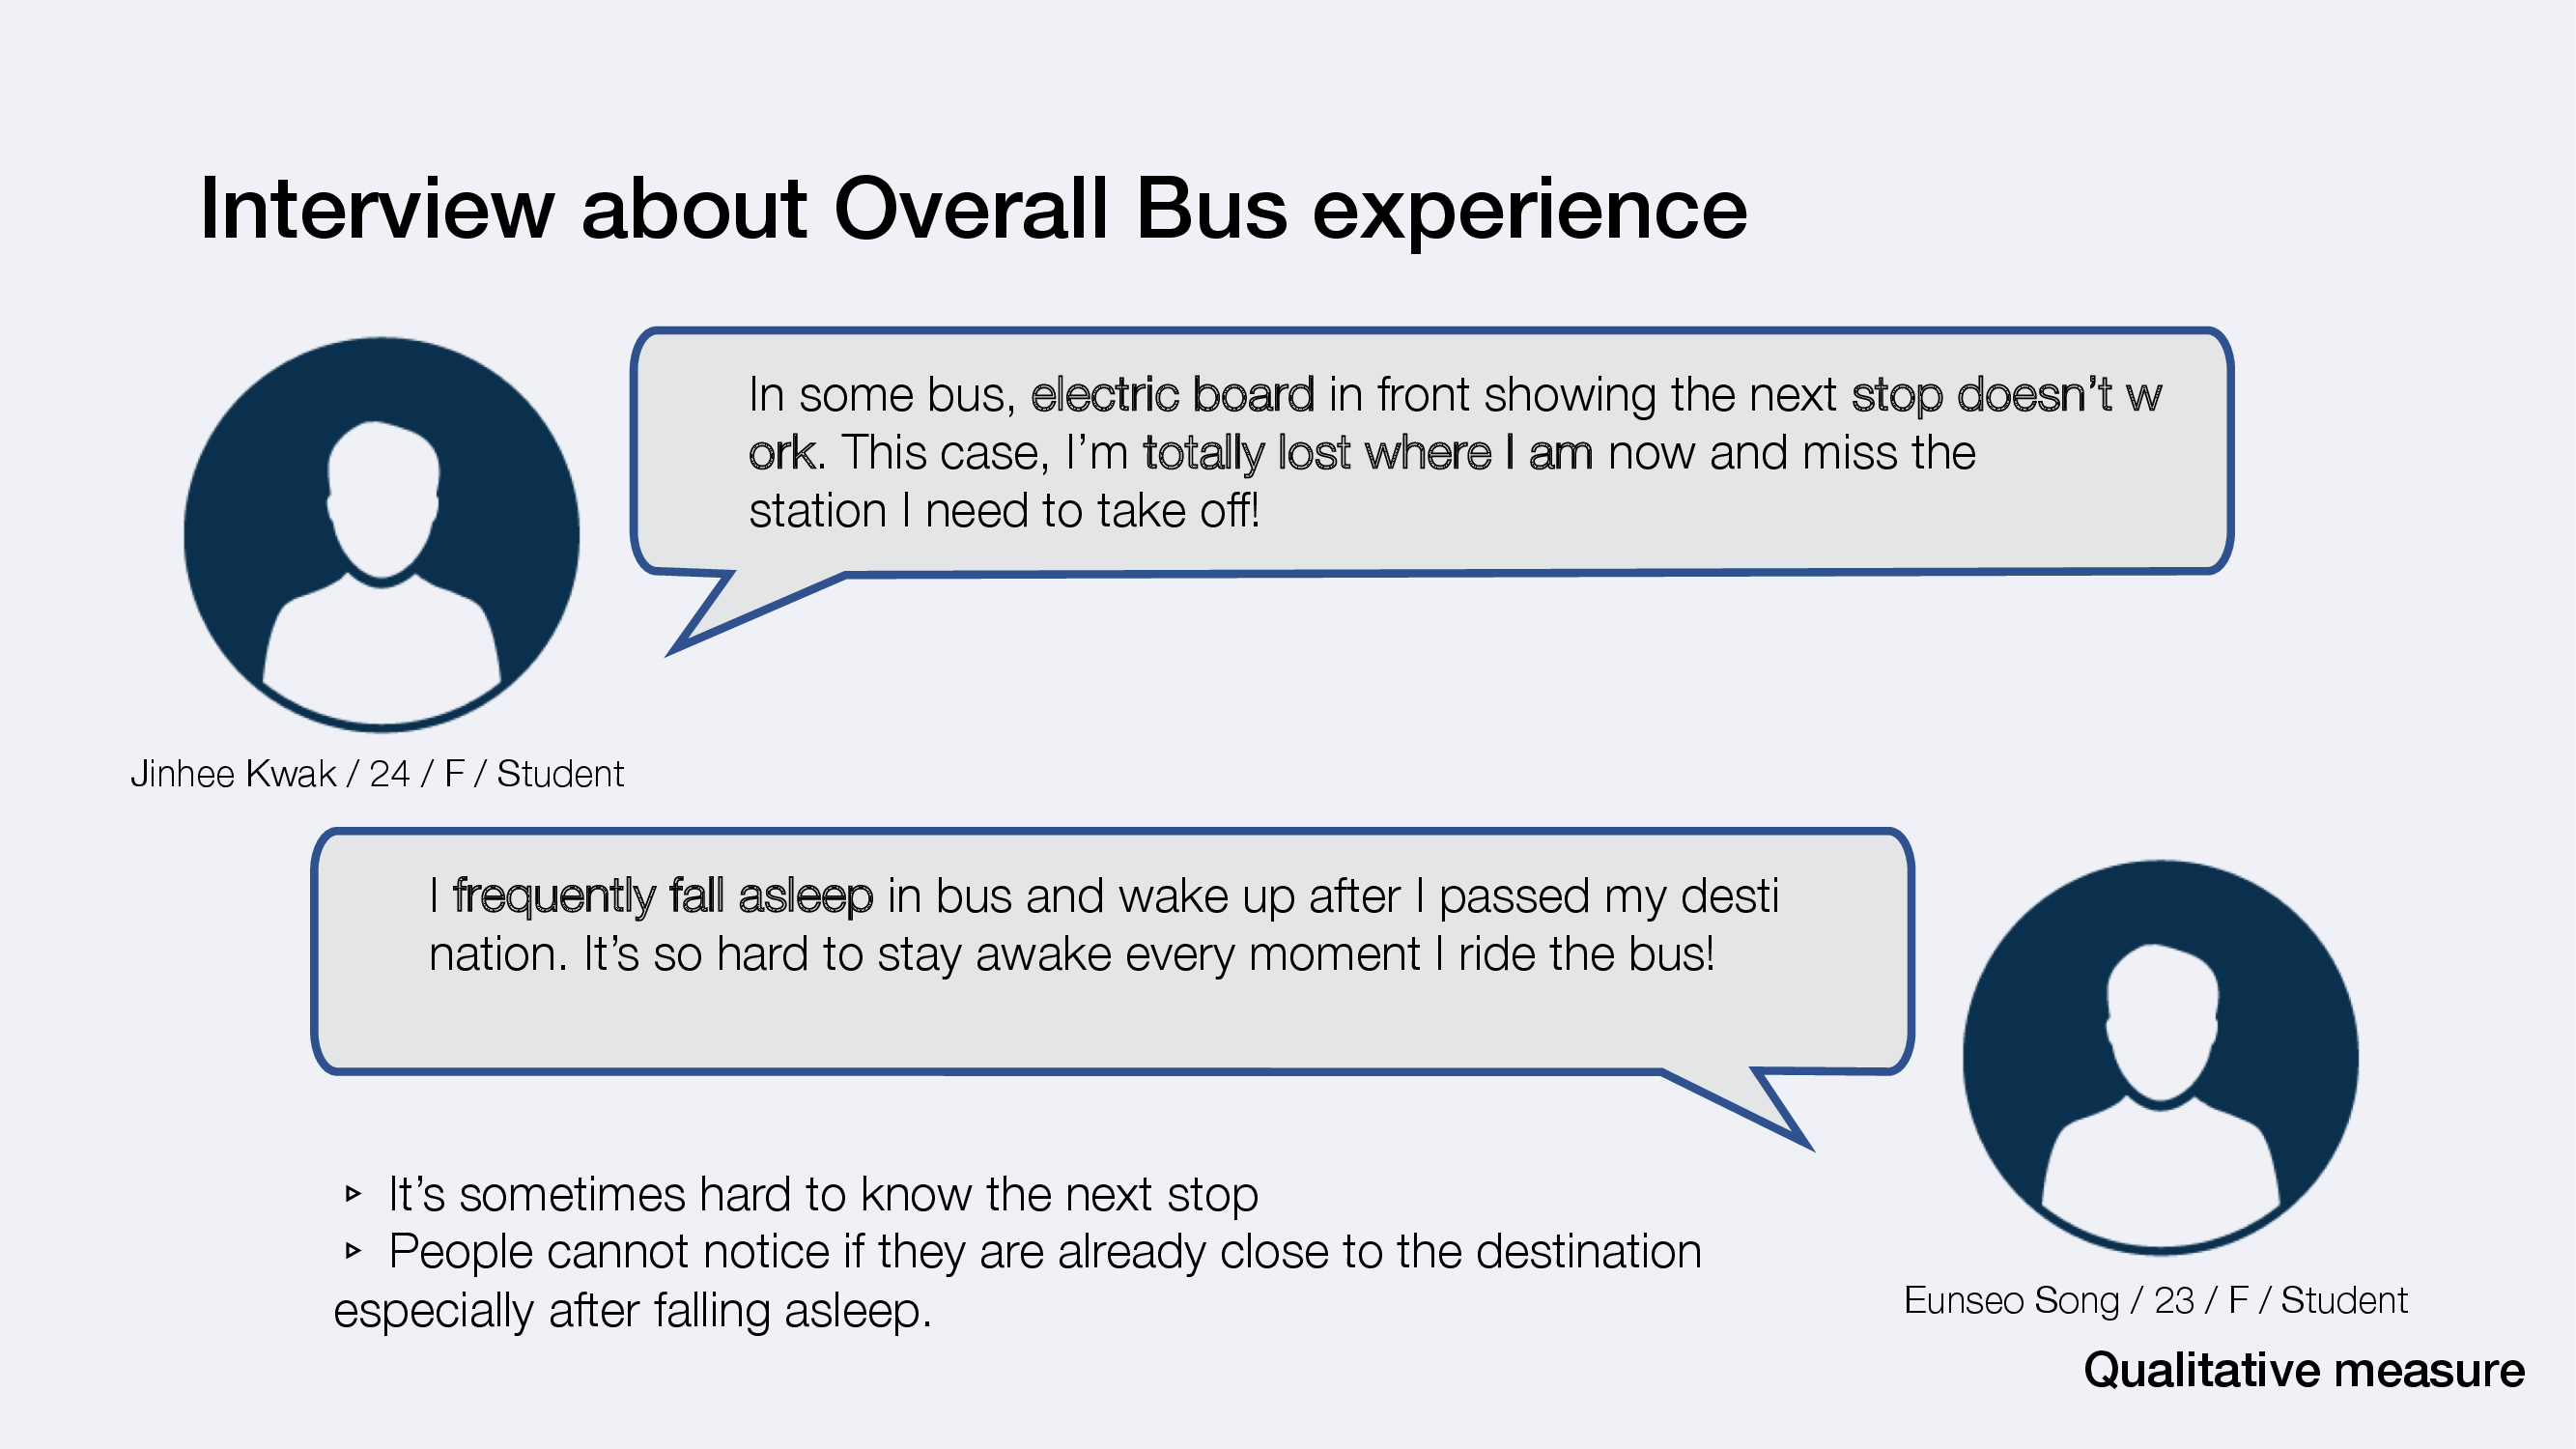 Interview about Overall Bus experience
In some bus, electric board in front showing the next stop doesn’t w
ork. This case, I’m totally lost where I am now and miss the
station I need to take off!
Jinhee Kwak / 24 / F / Student
I frequently fall asleep in bus and wake up after I passed my desti
nation. It’s so hard to stay awake every moment I ride the bus!
▹ It’s sometimes hard to know the next stop
▹ People cannot notice if they are already close to the destination
especially after falling asleep.
Eunseo Song / 23 / F / Student
Qualitative measure